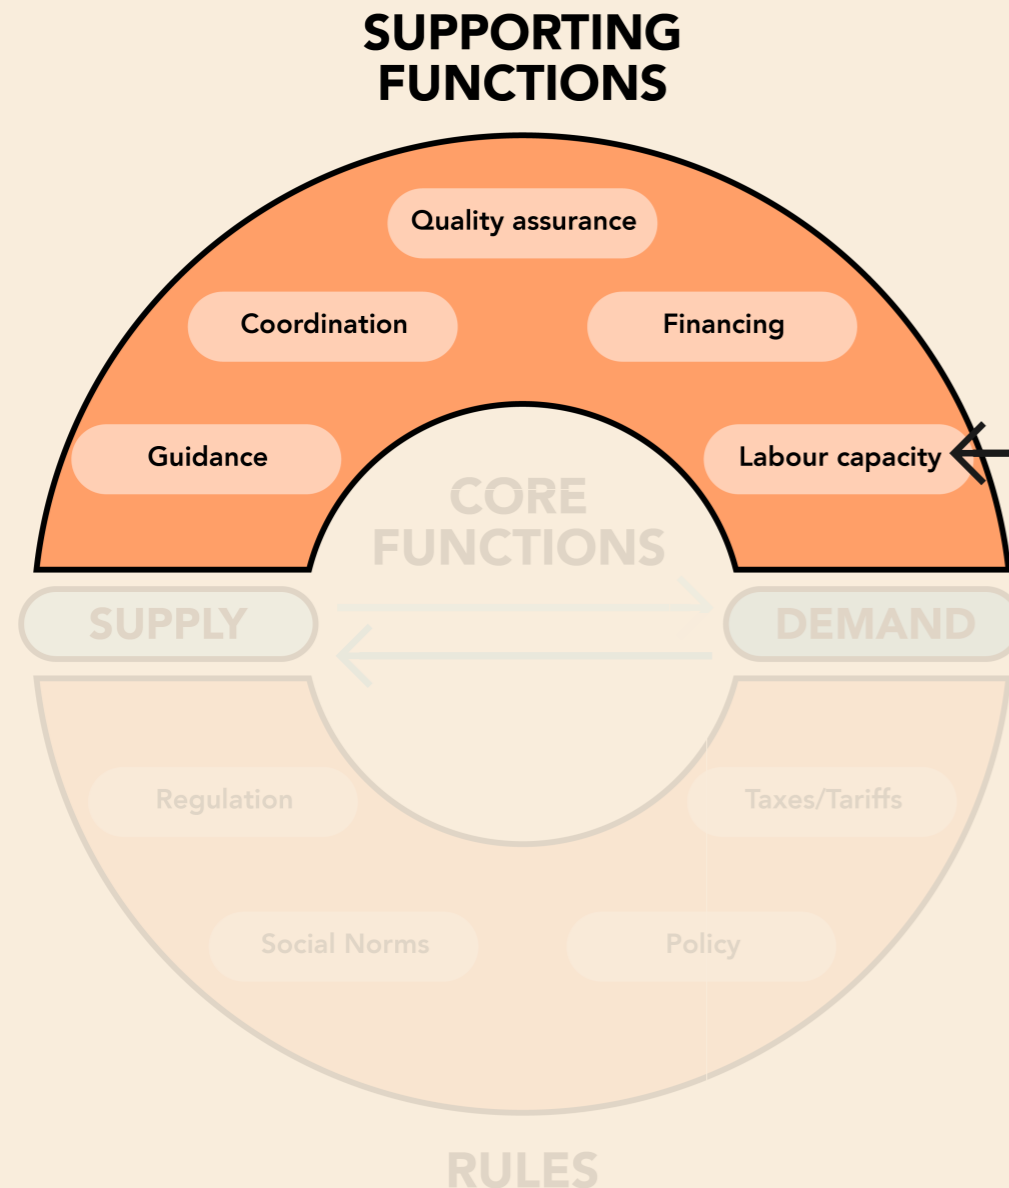 SUPPORTING
FUNCTIONS
Quality assurance
Coordination
Financing
Guidance
Labour capacity
CORE
FUNCTIONS
SUPPLY
DEMAND
Regulation
Taxes/Tariffs
Social Norms
Policy
RULES